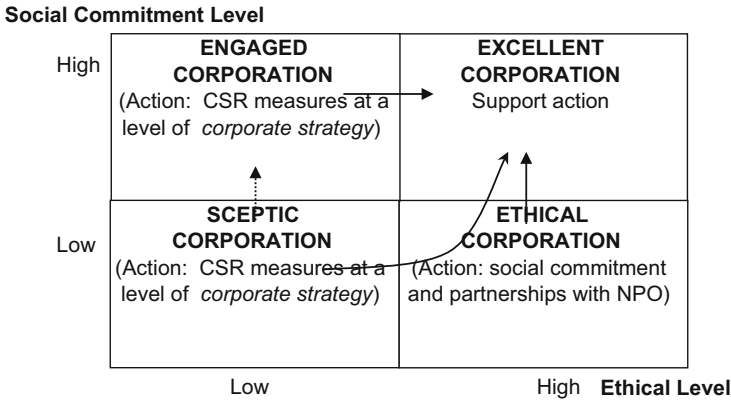 Social Commitment Level
High
ENGAGED
CORPORATION
(Action: CSR measures at a
level of corporate strategy)
EXCELLENT
CORPORATION
Support action
Low
SCEPTIC
CORPORATION
(Action: CSR measures at a
level of corporate strategy)
ETHICAL
CORPORATION
(Action: social commitment
and partnerships with NPO)
Low
High
Ethical Level